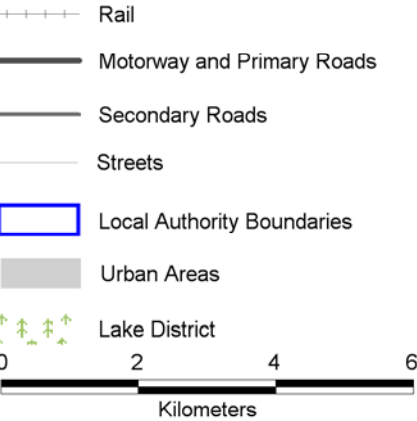 Rail
Motorway and Primary Roads
Secondary Roads
Streets
Local Authority Boundaries
Urban Areas
Lake District
0 2 4 6
Kilometers